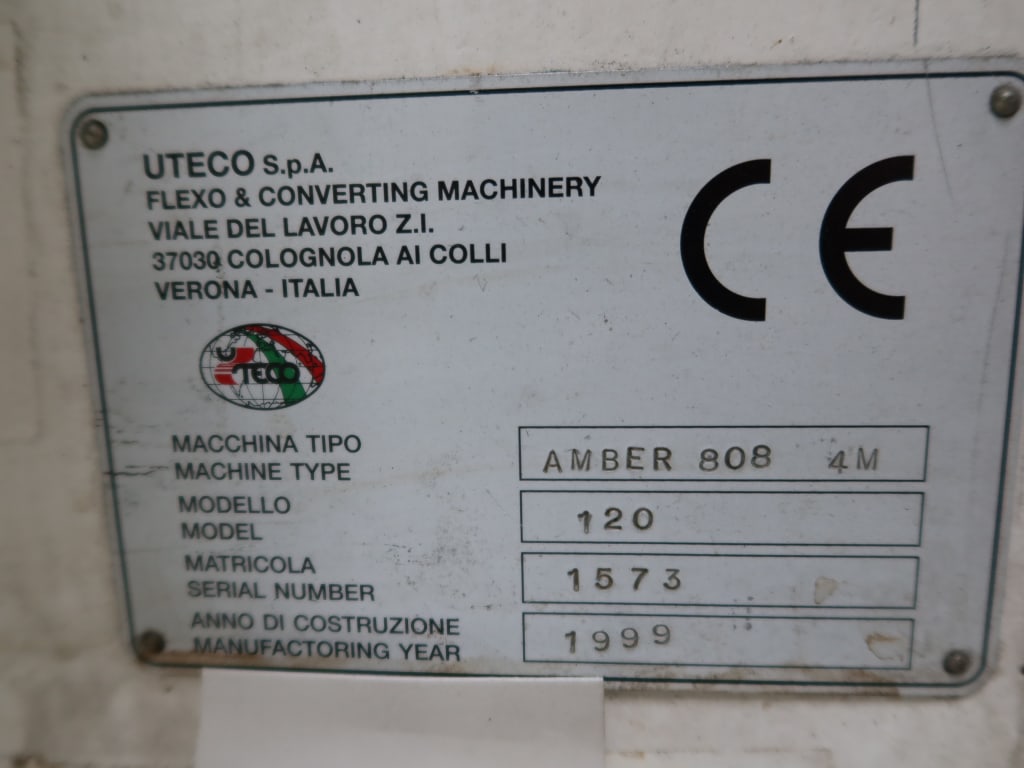 UTECO S.p.A.
FLEXO & CONVERTING MACHINERY
VIALE DEL LAVORO Z.I.
37030 COLOGNOLA AI COLLI
VERONA - ITALIA
CE
UTECO
MACCHINA TIPO
MACHINE TYPE
AMBER 808 4M
MODELLO
MODEL
120
MATRICOLA
SERIAL NUMBER
1573
ANNO DI COSTRUZIONE
MANUFACTORING YEAR
1999